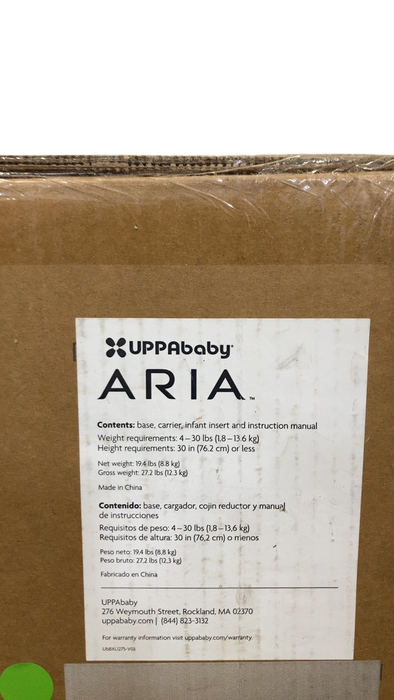 UPPAbaby
ARIA™
Contents: base, carrier, infant insert and instruction manual
Weight requirements: 4–30 lbs (1.8–13.6 kg)
Height requirements: 30 in (76.2 cm) or less
Net weight: 19.4 lbs (8.8 kg)
Gross weight: 27.2 lbs (12.3 kg)
Made in China
Contenido: base, cargador, cojin reductor y manual
de instrucciones
Requisitos de peso: 4–30 lbs (1,8–13,6 kg)
Requisitos de altura: 30 in (76,2 cm) o menos
Peso neto: 19,4 lbs (8,8 kg)
Peso bruto: 27,2 lbs (12,3 kg)
Fabricado en China
UPPAbaby
276 Weymouth Street, Rockland, MA 02370
uppababy.com | (844) 823-3132
For warranty information visit uppababy.com/warranty.